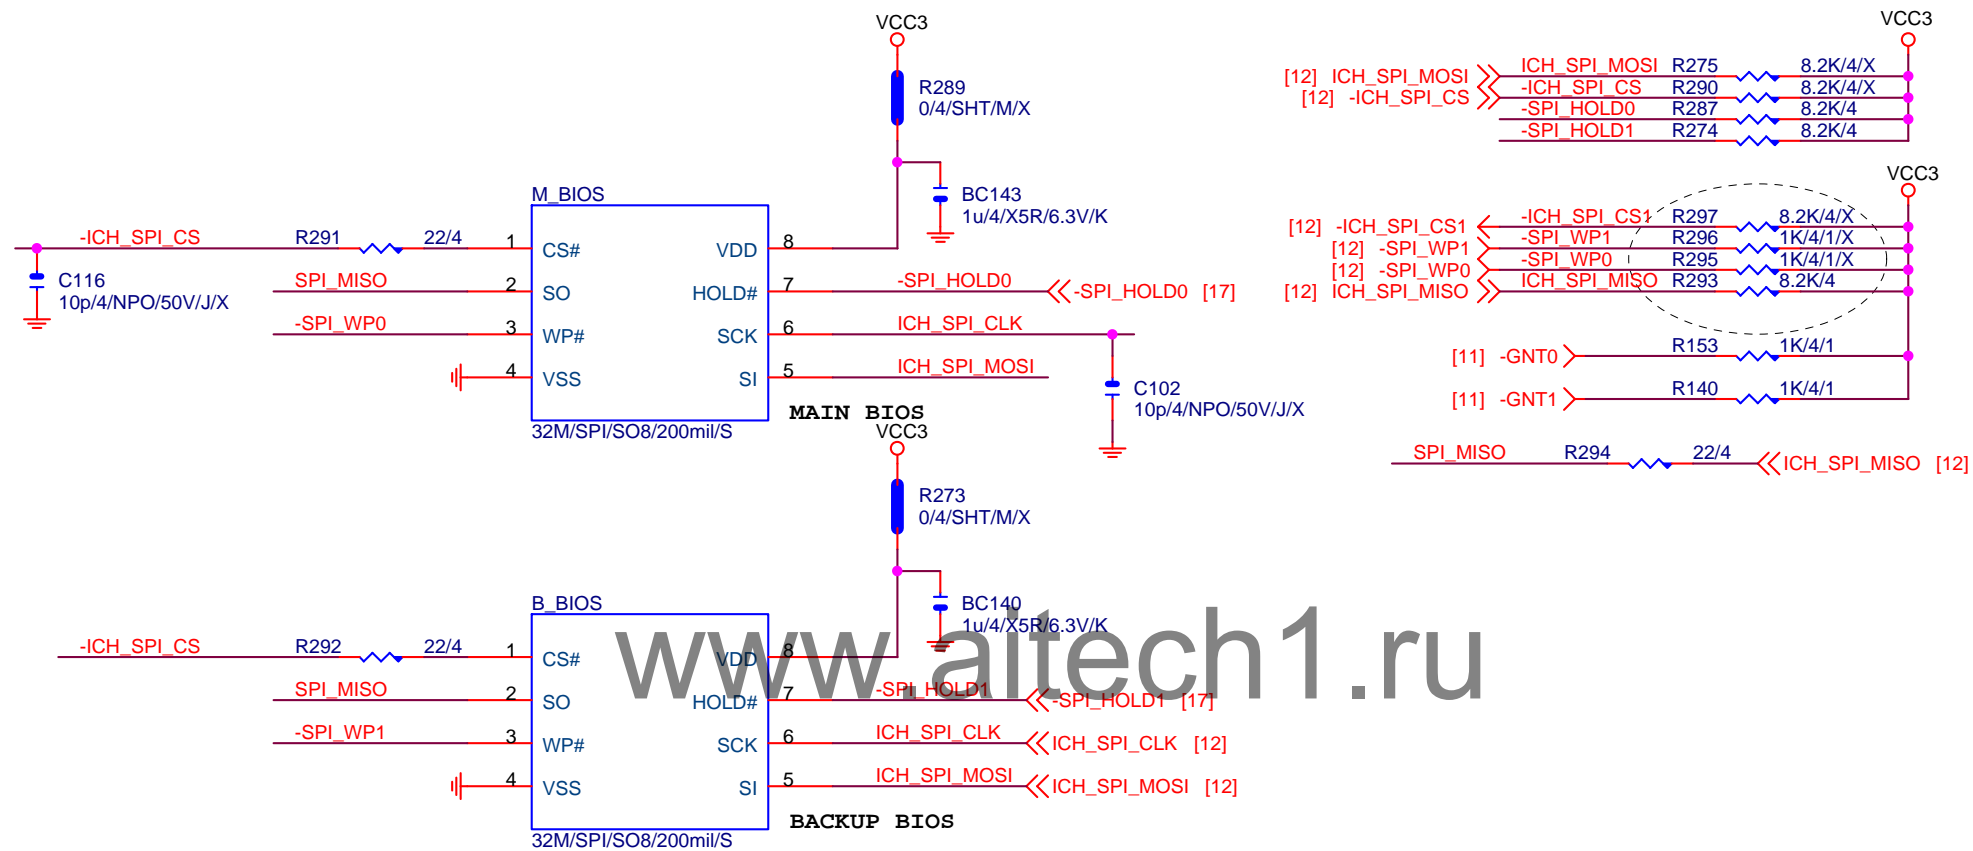 VCC3
R289
0/4/SHT/M/X
BC143
1u/4/X5R/6.3V/K
M_BIOS
-ICH_SPI_CS R291 22/4 1 CS# VDD 8
C116
10p/4/NPO/50V/J/X
SPI_MISO 2 SO HOLD# 7 -SPI_HOLD0 -SPI_HOLD0 [17]
-SPI_WP0 3 WP# SCK 6 ICH_SPI_CLK
4 VSS SI 5 ICH_SPI_MOSI
C102
10p/4/NPO/50V/J/X
MAIN BIOS
32M/SPI/SO8/200mil/S
VCC3
R273
0/4/SHT/M/X
BC140
1u/4/X5R/6.3V/K
B_BIOS
-ICH_SPI_CS R292 22/4 1 CS# VDD 8
SPI_MISO 2 SO HOLD# 7 -SPI_HOLD1 -SPI_HOLD1 [17]
-SPI_WP1 3 WP# SCK 6 ICH_SPI_CLK ICH_SPI_CLK [12]
4 VSS SI 5 ICH_SPI_MOSI ICH_SPI_MOSI [12]
BACKUP BIOS
32M/SPI/SO8/200mil/S
www.aitech1.ru
VCC3
[12] ICH_SPI_MOSI ICH_SPI_MOSI R275 8.2K/4/X
[12] -ICH_SPI_CS -ICH_SPI_CS R290 8.2K/4/X
-SPI_HOLD0 R287 8.2K/4
-SPI_HOLD1 R274 8.2K/4
VCC3
[12] -ICH_SPI_CS1 -ICH_SPI_CS1 R297 8.2K/4/X
[12] -SPI_WP1 -SPI_WP1 R296 1K/4/1/X
[12] -SPI_WP0 -SPI_WP0 R295 1K/4/1/X
[12] ICH_SPI_MISO ICH_SPI_MISO R293 8.2K/4
[11] -GNT0 R153 1K/4/1
[11] -GNT1 R140 1K/4/1
SPI_MISO R294 22/4 ICH_SPI_MISO [12]